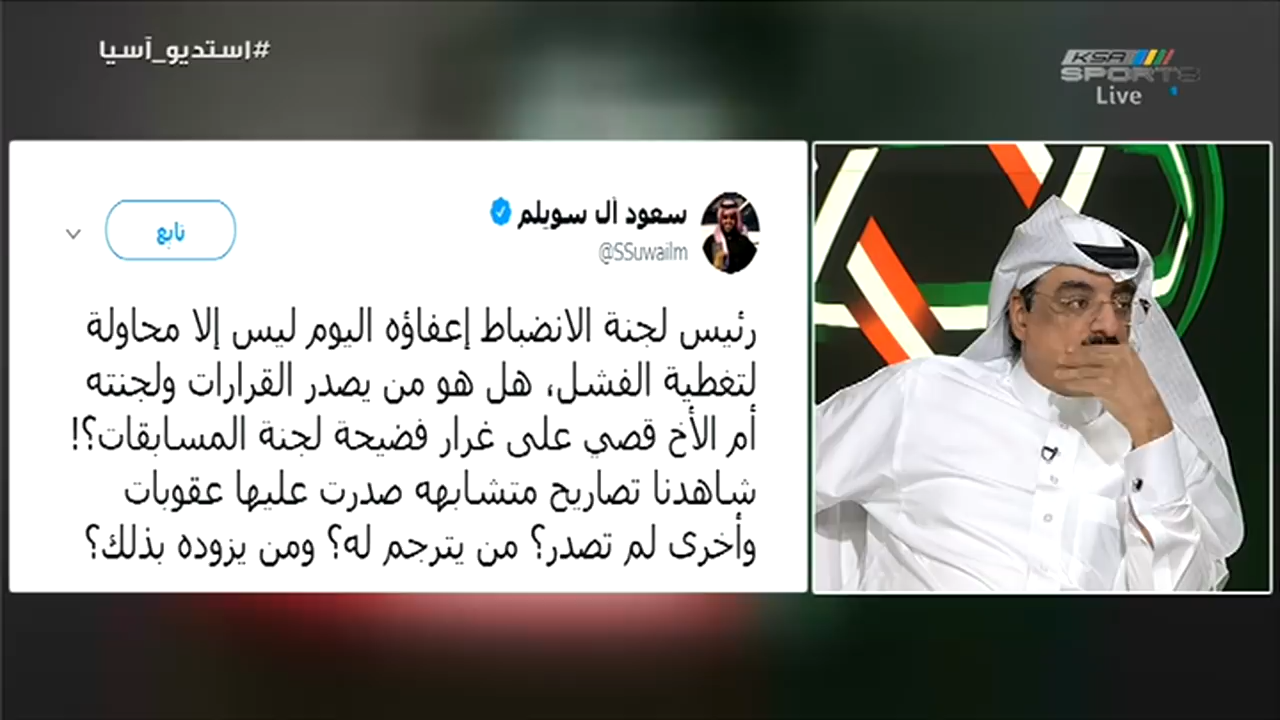 #استديو_آسيا
KSA
SPORTS
Live
سعود آل سويلم
@SSuwailm
تابع
رئيس لجنة الانضباط إعفاؤه اليوم ليس إلا محاولة
لتغطية الفشل، هل هو من يصدر القرارات ولجنته
أم الأخ قصي على غرار فضيحة لجنة المسابقات؟!
شاهدنا تصاريح متشابهه صدرت عليها عقوبات
وأخرى لم تصدر؟ من يترجم له؟ ومن يزوده بذلك؟